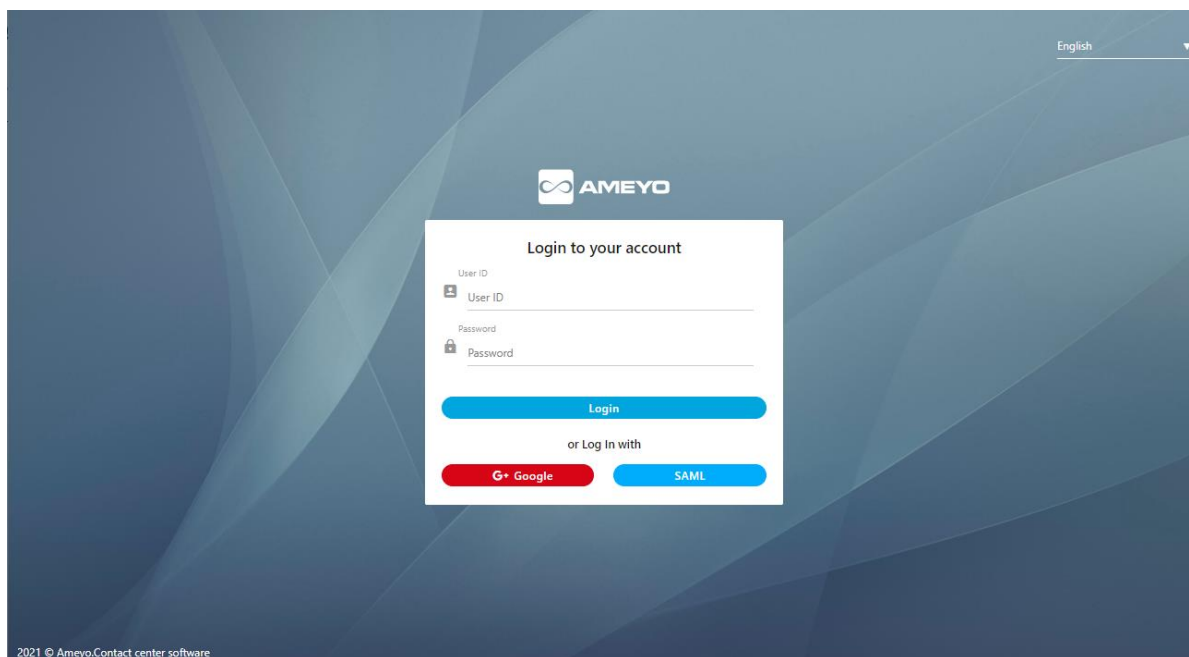 English
AMEYO
Login to your account
User ID
User ID
Password
Password
Login
or Log In with
G+ Google
SAML
2021 © Ameyo.Contact center software